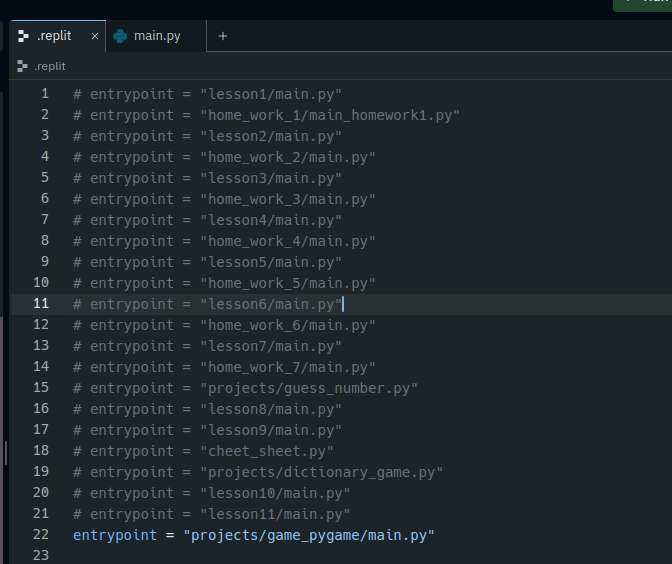 .replit × main.py +
.replit
1 # entrypoint = "lesson1/main.py"
2 # entrypoint = "home_work_1/main_homework1.py"
3 # entrypoint = "lesson2/main.py"
4 # entrypoint = "home_work_2/main.py"
5 # entrypoint = "lesson3/main.py"
6 # entrypoint = "home_work_3/main.py"
7 # entrypoint = "lesson4/main.py"
8 # entrypoint = "home_work_4/main.py"
9 # entrypoint = "lesson5/main.py"
10 # entrypoint = "home_work_5/main.py"
11 # entrypoint = "lesson6/main.py"
12 # entrypoint = "home_work_6/main.py"
13 # entrypoint = "lesson7/main.py"
14 # entrypoint = "home_work_7/main.py"
15 # entrypoint = "projects/guess_number.py"
16 # entrypoint = "lesson8/main.py"
17 # entrypoint = "lesson9/main.py"
18 # entrypoint = "cheet_sheet.py"
19 # entrypoint = "projects/dictionary_game.py"
20 # entrypoint = "lesson10/main.py"
21 # entrypoint = "lesson11/main.py"
22 entrypoint = "projects/game_pygame/main.py"
23